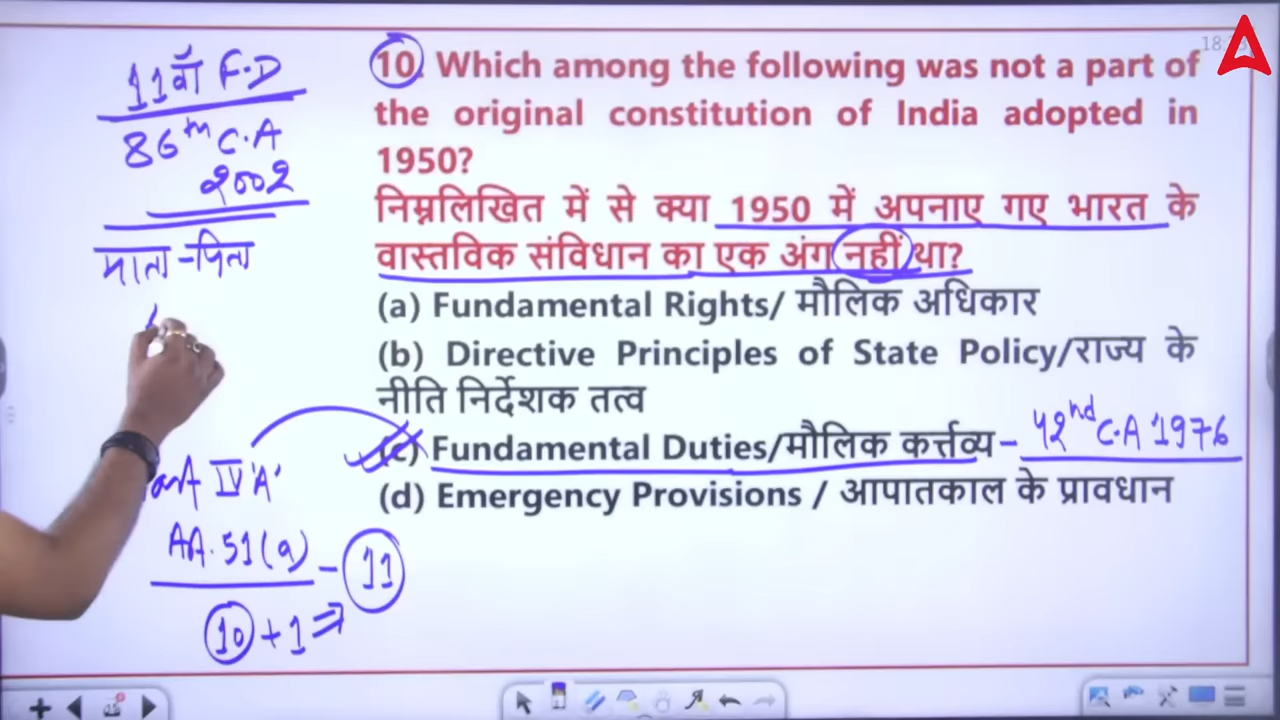 10. Which among the following was not a part of
the original constitution of India adopted in
1950?
निम्नलिखित में से क्या 1950 में अपनाए गए भारत के
वास्तविक संविधान का एक अंग नहीं था?
(a) Fundamental Rights/ मौलिक अधिकार
(b) Directive Principles of State Policy/राज्य के
नीति निर्देशक तत्व
(c) Fundamental Duties/मौलिक कर्त्तव्य – 42nd C.A 1976
(d) Emergency Provisions / आपातकाल के प्रावधान
11वाँ F.D
86th C.A
2002
माता-पिता
IV'A'
51(a) – 11
10 + 1 ⇒